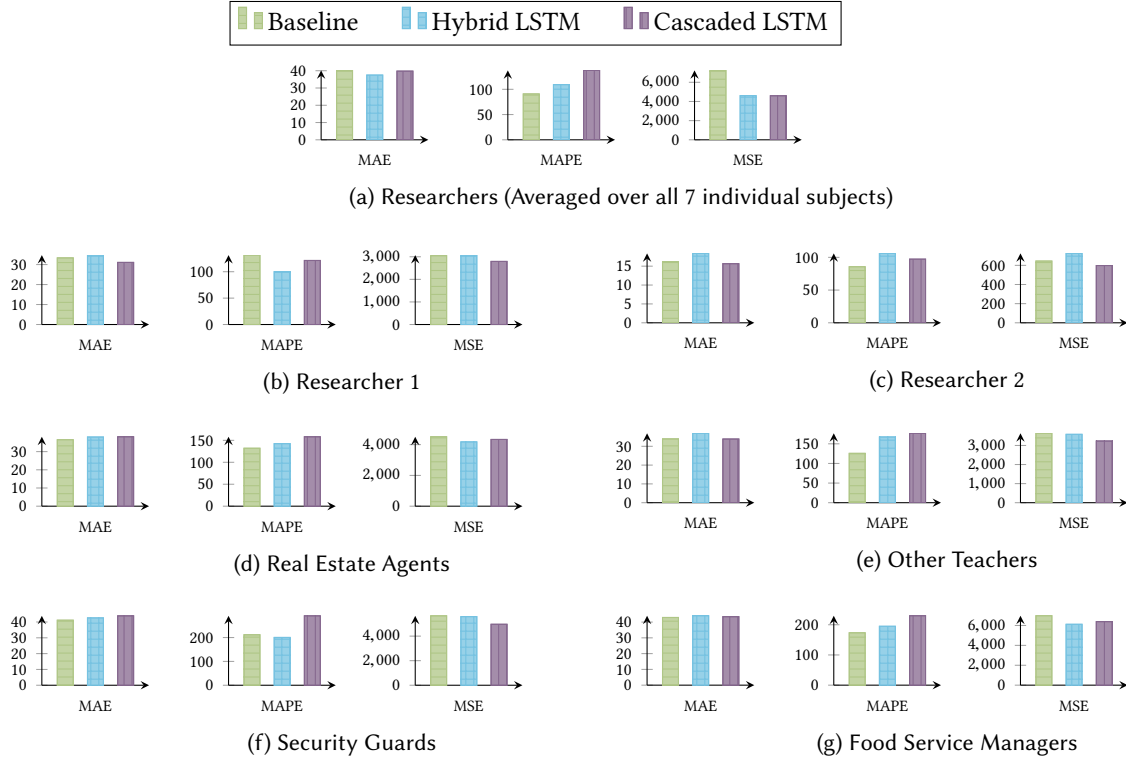 Baseline Hybrid LSTM Cascaded LSTM
40 30 20 10 0 MAE
100 50 0 MAPE
6,000 4,000 2,000 0 MSE
(a) Researchers (Averaged over all 7 individual subjects)
30 20 10 0 MAE
100 50 0 MAPE
3,000 2,000 1,000 0 MSE
(b) Researcher 1
15 10 5 0 MAE
100 50 0 MAPE
600 400 200 0 MSE
(c) Researcher 2
30 20 10 0 MAE
150 100 50 0 MAPE
4,000 2,000 0 MSE
(d) Real Estate Agents
30 20 10 0 MAE
150 100 50 0 MAPE
3,000 2,000 1,000 0 MSE
(e) Other Teachers
40 30 20 10 0 MAE
200 100 0 MAPE
4,000 2,000 0 MSE
(f) Security Guards
40 30 20 10 0 MAE
200 100 0 MAPE
6,000 4,000 2,000 0 MSE
(g) Food Service Managers